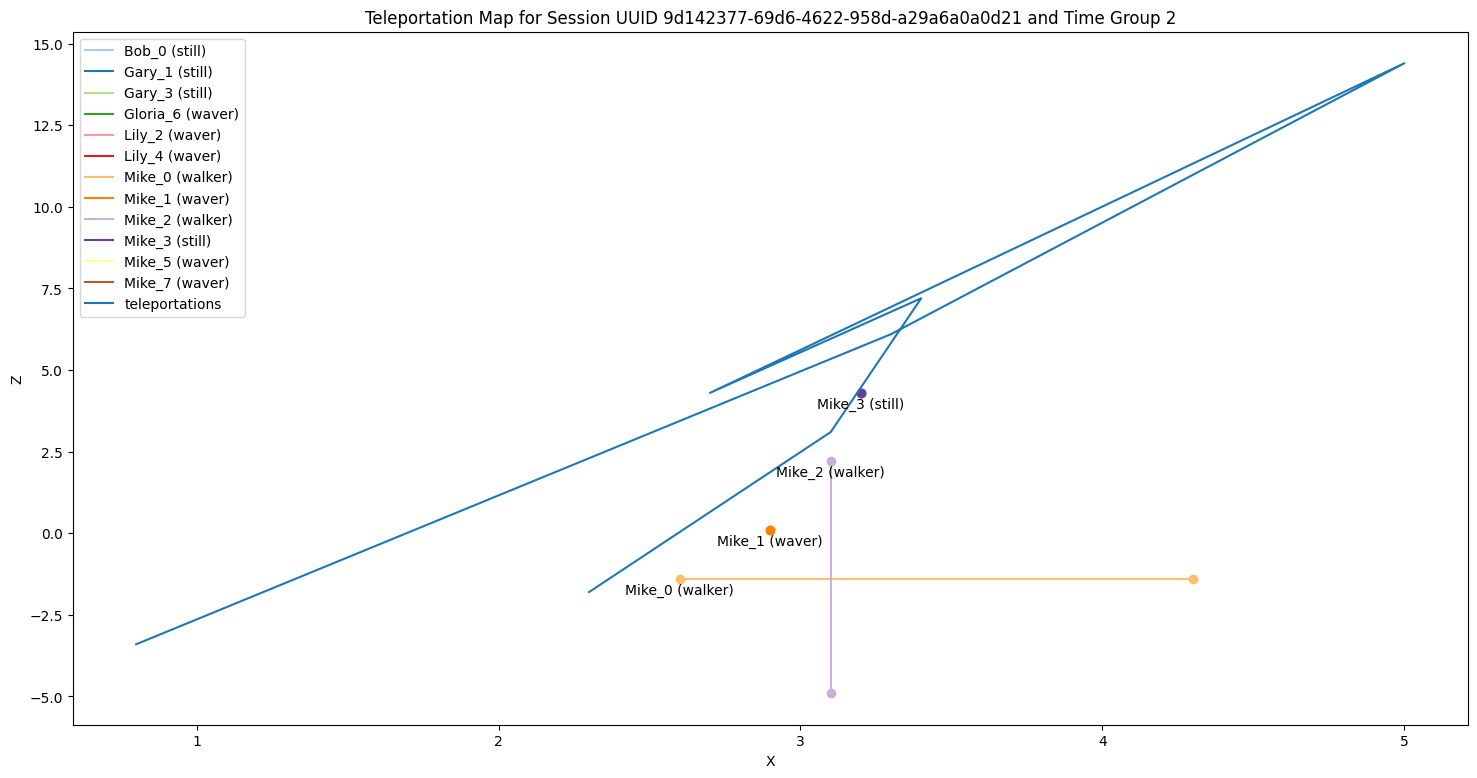 Teleportation Map for Session UUID 9d142377-69d6-4622-958d-a29a6a0a0d21 and Time Group 2
15.0
12.5
10.0
7.5
5.0
2.5
0.0
−2.5
−5.0
Z
Bob_0 (still)
Gary_1 (still)
Gary_3 (still)
Gloria_6 (waver)
Lily_2 (waver)
Lily_4 (waver)
Mike_0 (walker)
Mike_1 (waver)
Mike_2 (walker)
Mike_3 (still)
Mike_5 (waver)
Mike_7 (waver)
teleportations
Mike_3 (still)
Mike_2 (walker)
Mike_1 (waver)
Mike_0 (walker)
1 2 3 4 5
X